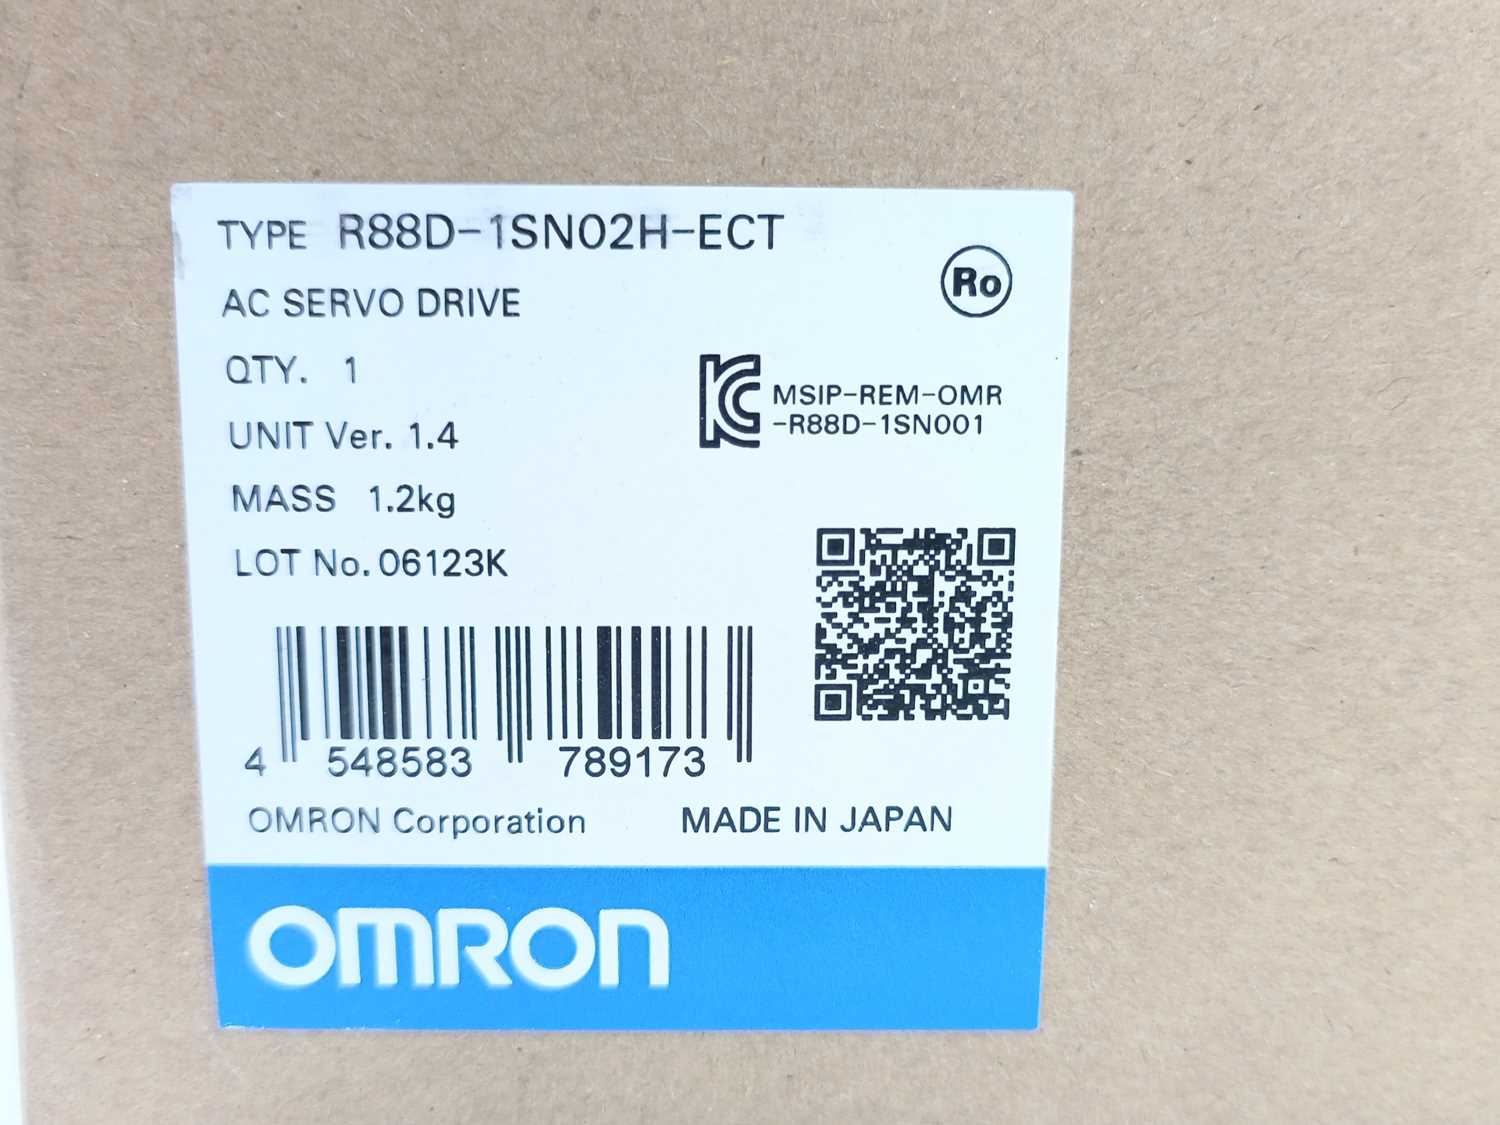 TYPE R88D-1SN02H-ECT
AC SERVO DRIVE
Ro
QTY. 1
UNIT Ver. 1.4
MSIP-REM-OMR
-R88D-1SN001
MASS 1.2kg
LOT No. 06123K
4 548583 789173
OMRON Corporation MADE IN JAPAN
OMRON